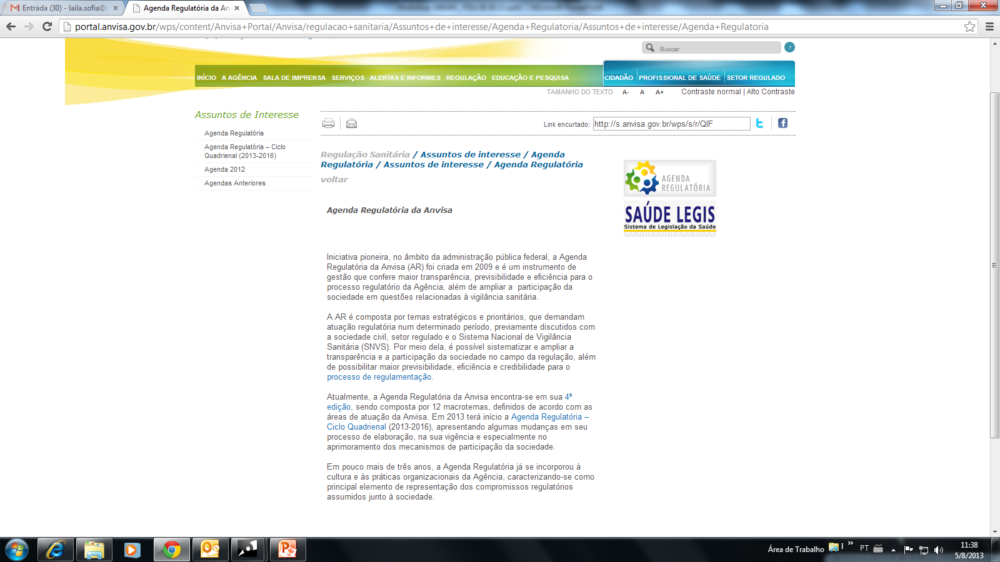 Entrada (30) - laila.sofia@
Agenda Regulatória da An
portal.anvisa.gov.br/wps/content/Anvisa+Portal/Anvisa/regulacao+sanitaria/Assuntos+de+interesse/Agenda+Regulatoria/Assuntos+de+interesse/Agenda+Regulatoria
Buscar
INÍCIO A AGÊNCIA SALA DE IMPRENSA SERVIÇOS ALERTAS E INFORMES REGULAÇÃO EDUCAÇÃO E PESQUISA CIDADÃO PROFISSIONAL DE SAÚDE SETOR REGULADO
TAMANHO DO TEXTO A- A A+ Contraste normal | Alto Contraste
Assuntos de Interesse
Agenda Regulatória
Agenda Regulatória – Ciclo
Quadrienal (2013-2016)
Agenda 2012
Agendas Anteriores
Link encurtado: http://s.anvisa.gov.br/wps/s/r/QIF
Regulação Sanitária / Assuntos de interesse / Agenda
Regulatória / Assuntos de interesse / Agenda Regulatória
voltar
AGENDA
REGULATÓRIA
SAÚDE LEGIS
Sistema de Legislação da Saúde
Agenda Regulatória da Anvisa
Iniciativa pioneira, no âmbito da administração pública federal, a Agenda
Regulatória da Anvisa (AR) foi criada em 2009 e é um instrumento de
gestão que confere maior transparência, previsibilidade e eficiência para o
processo regulatório da Agência, além de ampliar a  participação da
sociedade em questões relacionadas à vigilância sanitária.
A AR é composta por temas estratégicos e prioritários, que demandam
atuação regulatória num determinado período, previamente discutidos com
a sociedade civil, setor regulado e o Sistema Nacional de Vigilância
Sanitária (SNVS). Por meio dela, é possível sistematizar e ampliar a
transparência e a participação da sociedade no campo da regulação, além
de possibilitar maior previsibilidade, eficiência e credibilidade para o
processo de regulamentação.
Atualmente, a Agenda Regulatória da Anvisa encontra-se em sua 4ª
edição, sendo composta por 12 macrotemas, definidos de acordo com as
áreas de atuação da Anvisa. Em 2013 terá início a Agenda Regulatória –
Ciclo Quadrienal (2013-2016), apresentando algumas mudanças em seu
processo de elaboração, na sua vigência e especialmente no
aprimoramento dos mecanismos de participação da sociedade.
Em pouco mais de três anos, a Agenda Regulatória já se incorporou à
cultura e às práticas organizacionais da Agência, caracterizando-se como
principal elemento de representação dos compromissos regulatórios
assumidos junto à sociedade.
Área de Trabalho
PT
11:38
5/8/2013